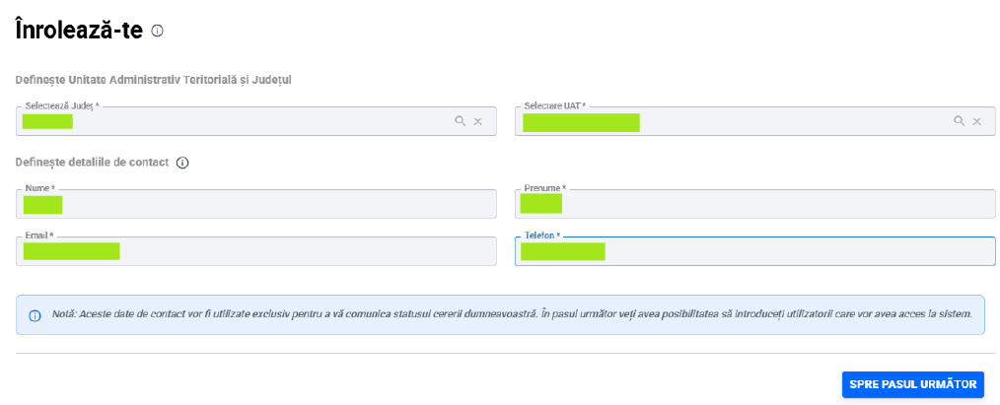 Înrolează-te
Definește Unitate Administrativ Teritorială și Județul
Selectează Județ *
Selectare UAT *
Definește detaliile de contact
Nume *
Prenume *
Email *
Telefon *
Notă: Aceste date de contact vor fi utilizate exclusiv pentru a vă comunica statusul cererii dumneavoastră. În pasul următor veți avea posibilitatea să introduceți utilizatorii care vor avea acces la sistem.
SPRE PASUL URMĂTOR